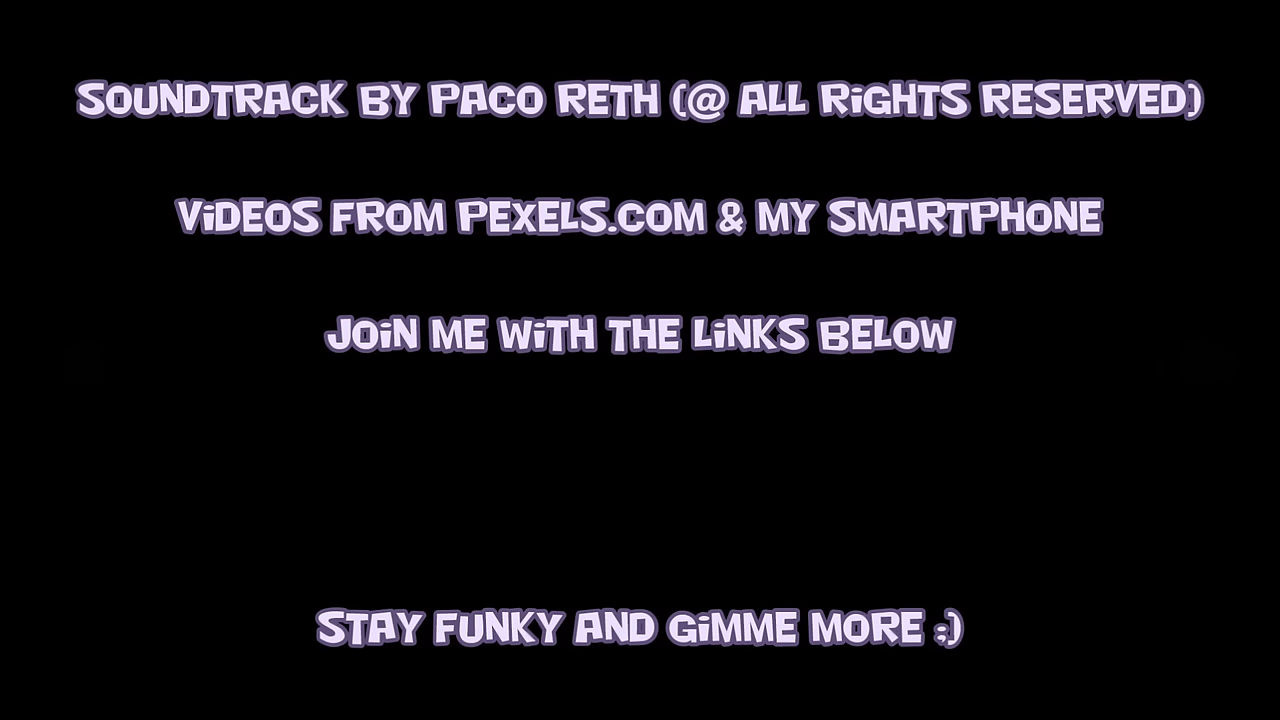 SOUNDTRACK BY PACO RETH (@ ALL RiGHTS RESERVED)
ViDEOS FROM PEXELS.COM & MY SMARTPHONE
JOiN ME WiTH THE LiNKS BELOW
STAY FUNKY AND GiMME MORE ;)